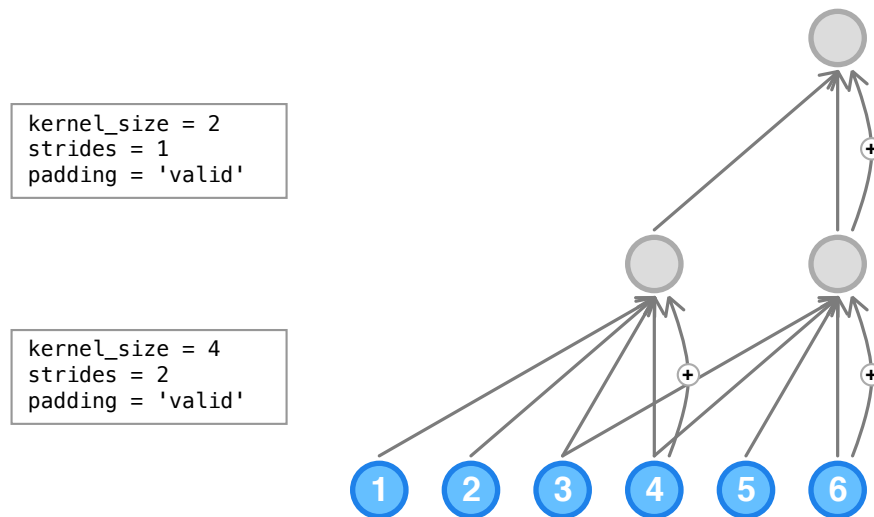 kernel_size = 2
strides = 1
padding = 'valid'
+
kernel_size = 4
strides = 2
padding = 'valid'
+ +
1 2 3 4 5 6